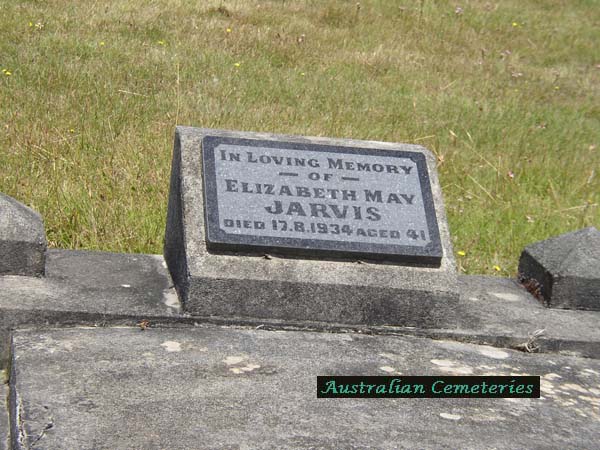 In Loving Memory
— OF —
Elizabeth May
JARVIS
DIED 17.8.1934 AGED 41
Australian Cemeteries